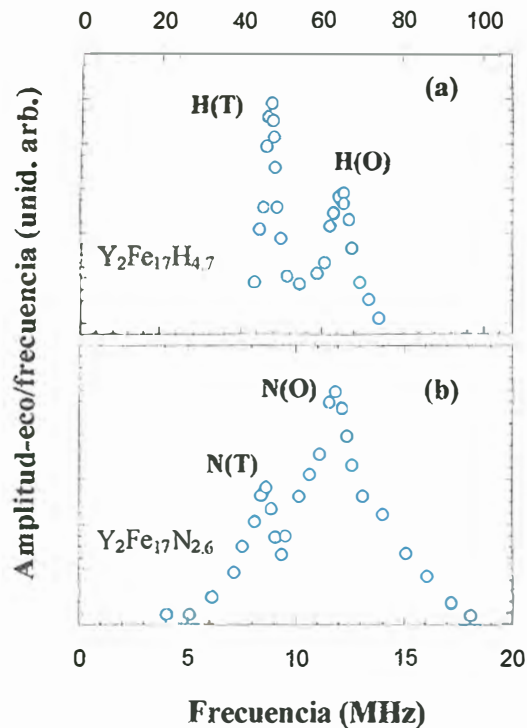 0 20 40 60 80 100
(a)
H(T)
H(O)
Y2Fe17H4.7
Amplitud-eco/frecuencia (unid. arb.)
N(O)
(b)
N(T)
Y2Fe17N2.6
0 5 10 15 20
Frecuencia (MHz)